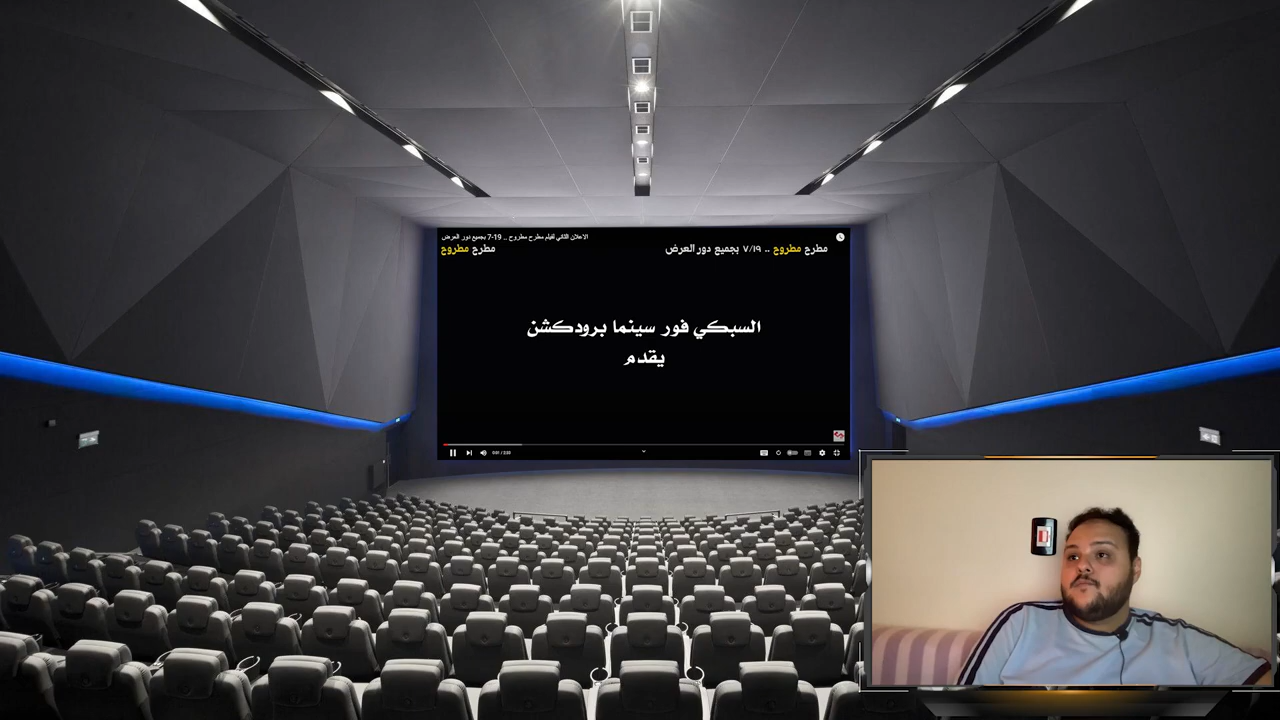 الاعلان الثاني لفيلم مطرح مطروح .. 19-7 بجميع دور العرض
مطرح مطروح .. ٧/١٩ بجميع دور العرض
مطرح مطروح
السبكي فور سينما برودكشن
يقدم